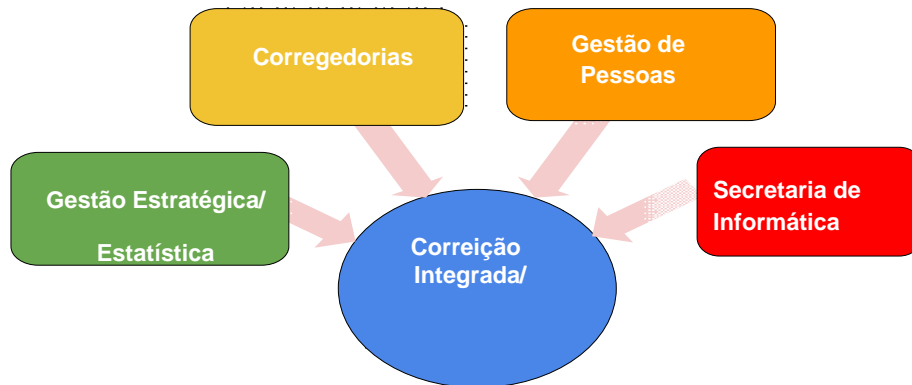 Corregedorias
Gestão de
Pessoas
Gestão Estratégica/
Estatística
Secretaria de
Informática
Correição
Integrada/